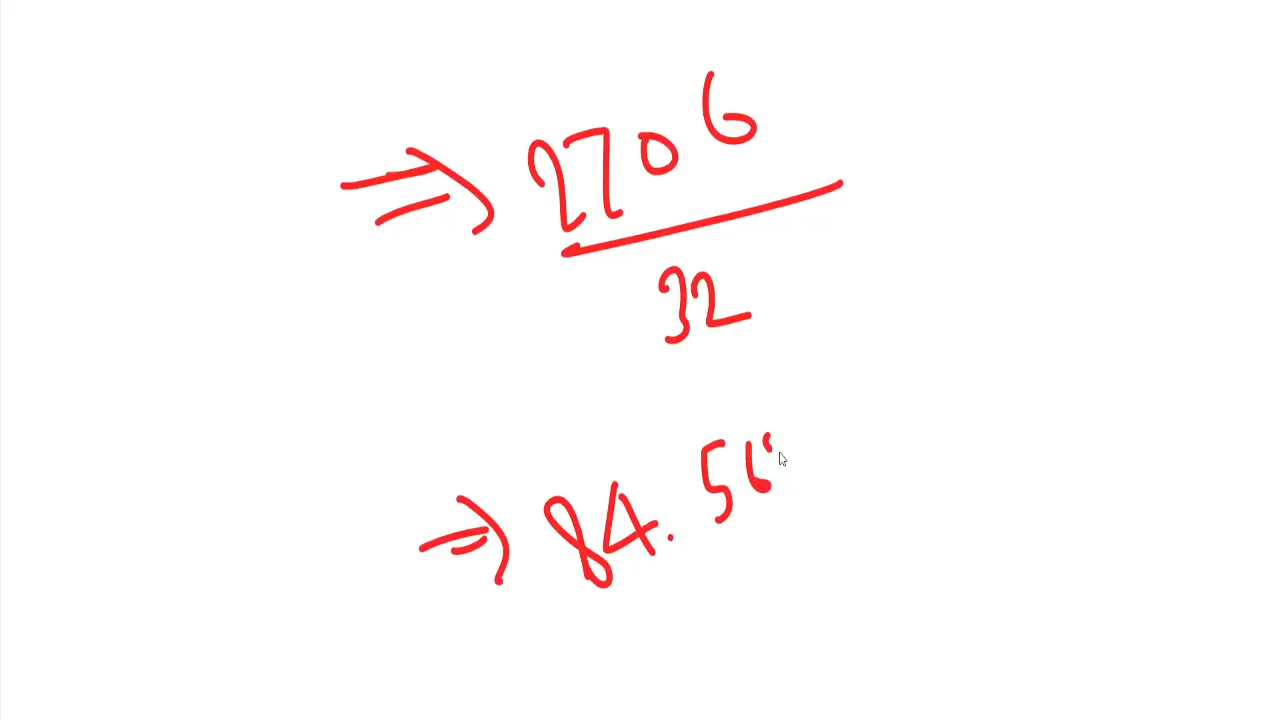 ⇒ 2706
32
⇒ 84.56